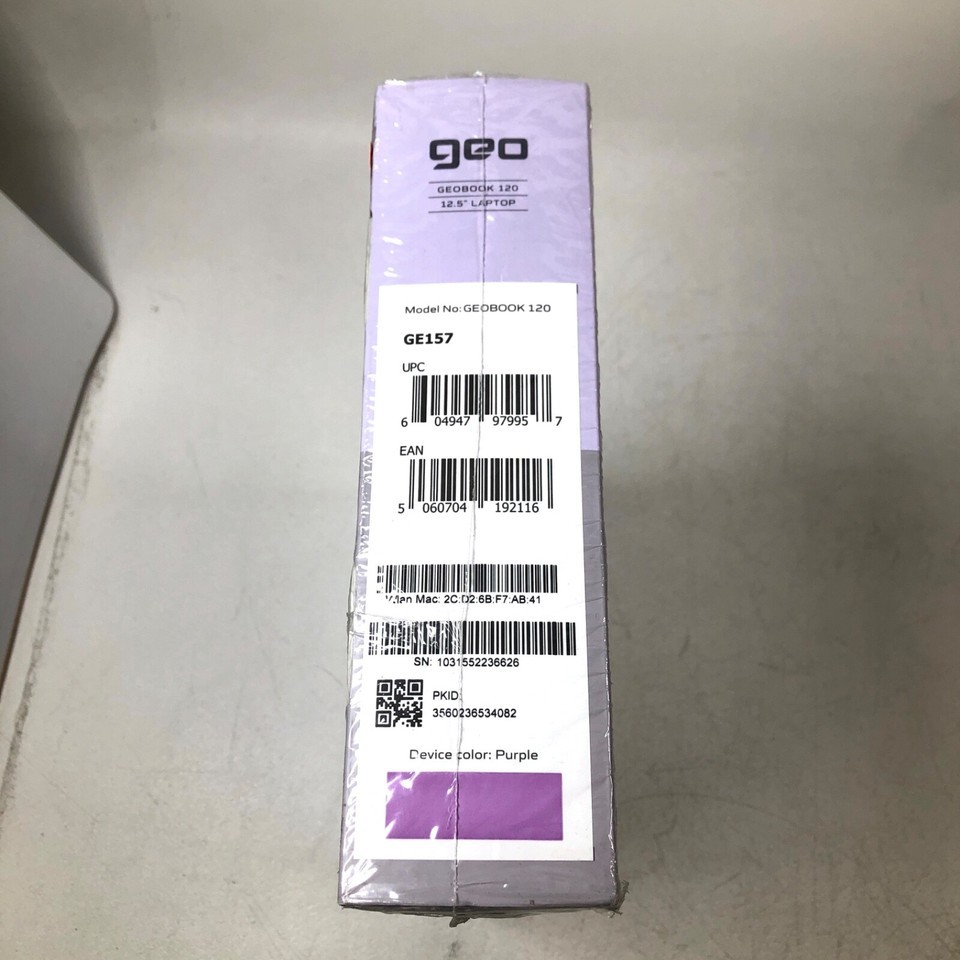 geo
GEOBOOK 120
12.5" LAPTOP
Model No: GEOBOOK 120
GE157
UPC
6 04947 97995 7
EAN
5 060704 192116
Wlan Mac: 2C:D2:6B:F7:AB:41
SN: 1031552236626
PKID:
3560236534082
Device color: Purple